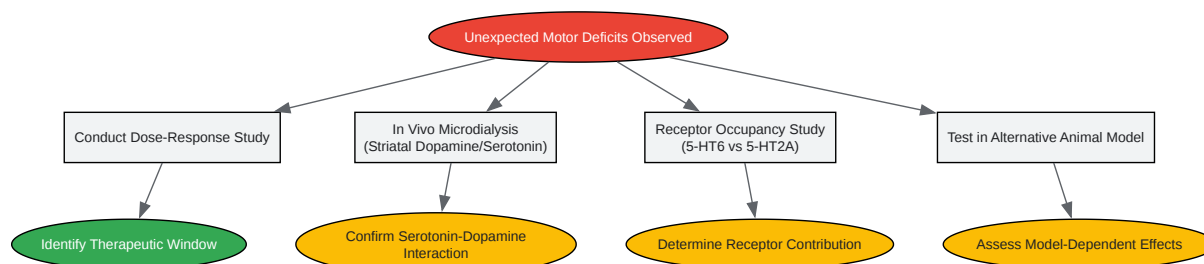 Unexpected Motor Deficits Observed
Conduct Dose-Response Study
In Vivo Microdialysis
(Striatal Dopamine/Serotonin)
Receptor Occupancy Study
(5-HT6 vs 5-HT2A)
Test in Alternative Animal Model
Identify Therapeutic Window
Confirm Serotonin-Dopamine
Interaction
Determine Receptor Contribution
Assess Model-Dependent Effects